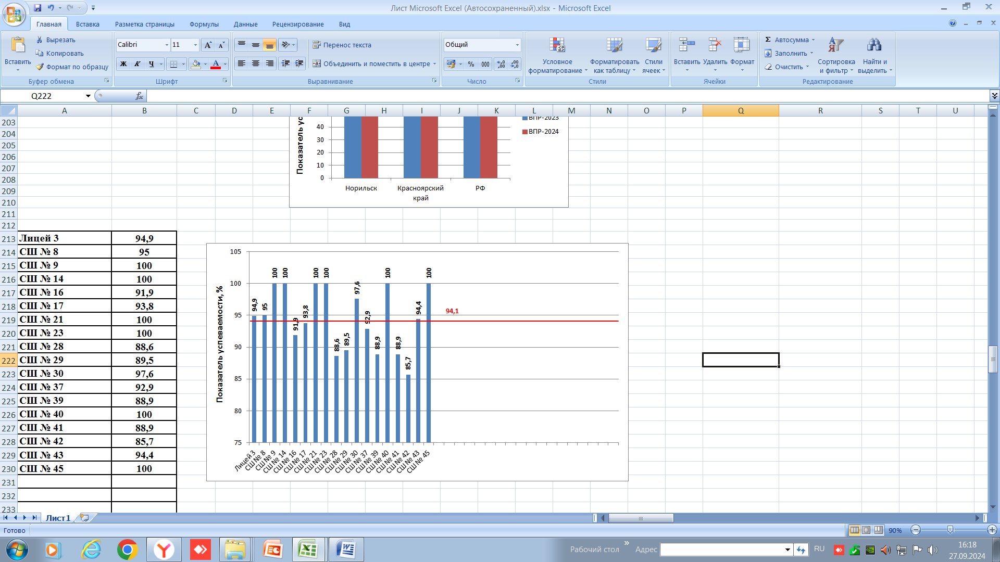 Лист Microsoft Excel (Автосохраненный).xlsx - Microsoft Excel
Главная Вставка Разметка страницы Формулы Данные Рецензирование Вид
Вставить
Вырезать
Копировать
Формат по образцу
Буфер обмена
Calibri 11
Ж К Ч
Шрифт
Перенос текста
Объединить и поместить в центре
Выравнивание
Общий
% 000
Число
Условное форматирование
Форматировать как таблицу
Стили ячеек
Стили
Вставить Удалить Формат
Ячейки
Σ Автосумма
Заполнить
Очистить
Сортировка и фильтр
Найти и выделить
Редактирование
Q222
fx
A B C D E F G H I J K L M N O P Q R S T U
203
204
205
206
207
208
209
210
211
212
213 Лицей 3 94,9
214 СШ № 8 95
215 СШ № 9 100
216 СШ № 14 100
217 СШ № 16 91,9
218 СШ № 17 93,8
219 СШ № 21 100
220 СШ № 23 100
221 СШ № 28 88,6
222 СШ № 29 89,5
223 СШ № 30 97,6
224 СШ № 37 92,9
225 СШ № 39 88,9
226 СШ № 40 100
227 СШ № 41 88,9
228 СШ № 42 85,7
229 СШ № 43 94,4
230 СШ № 45 100
231
232
233
Показатель ус
40
30
20
10
0
Норильск
Красноярский край
РФ
ВПР-2023
ВПР-2024
Показатель успеваемости, %
105
100
95
90
85
80
75
94,9 95 100 100 91,9 93,8 100 100 88,6 89,5 97,6 92,9 88,9 100 88,9 85,7 94,4 100
94,1
Лицей 3 СШ № 8 СШ № 9 СШ № 14 СШ № 16 СШ № 17 СШ № 21 СШ № 23 СШ № 28 СШ № 29 СШ № 30 СШ № 37 СШ № 39 СШ № 40 СШ № 41 СШ № 42 СШ № 43 СШ № 45
Лист1
Готово
90%
Рабочий стол » Адрес
RU
16:18
27.09.2024